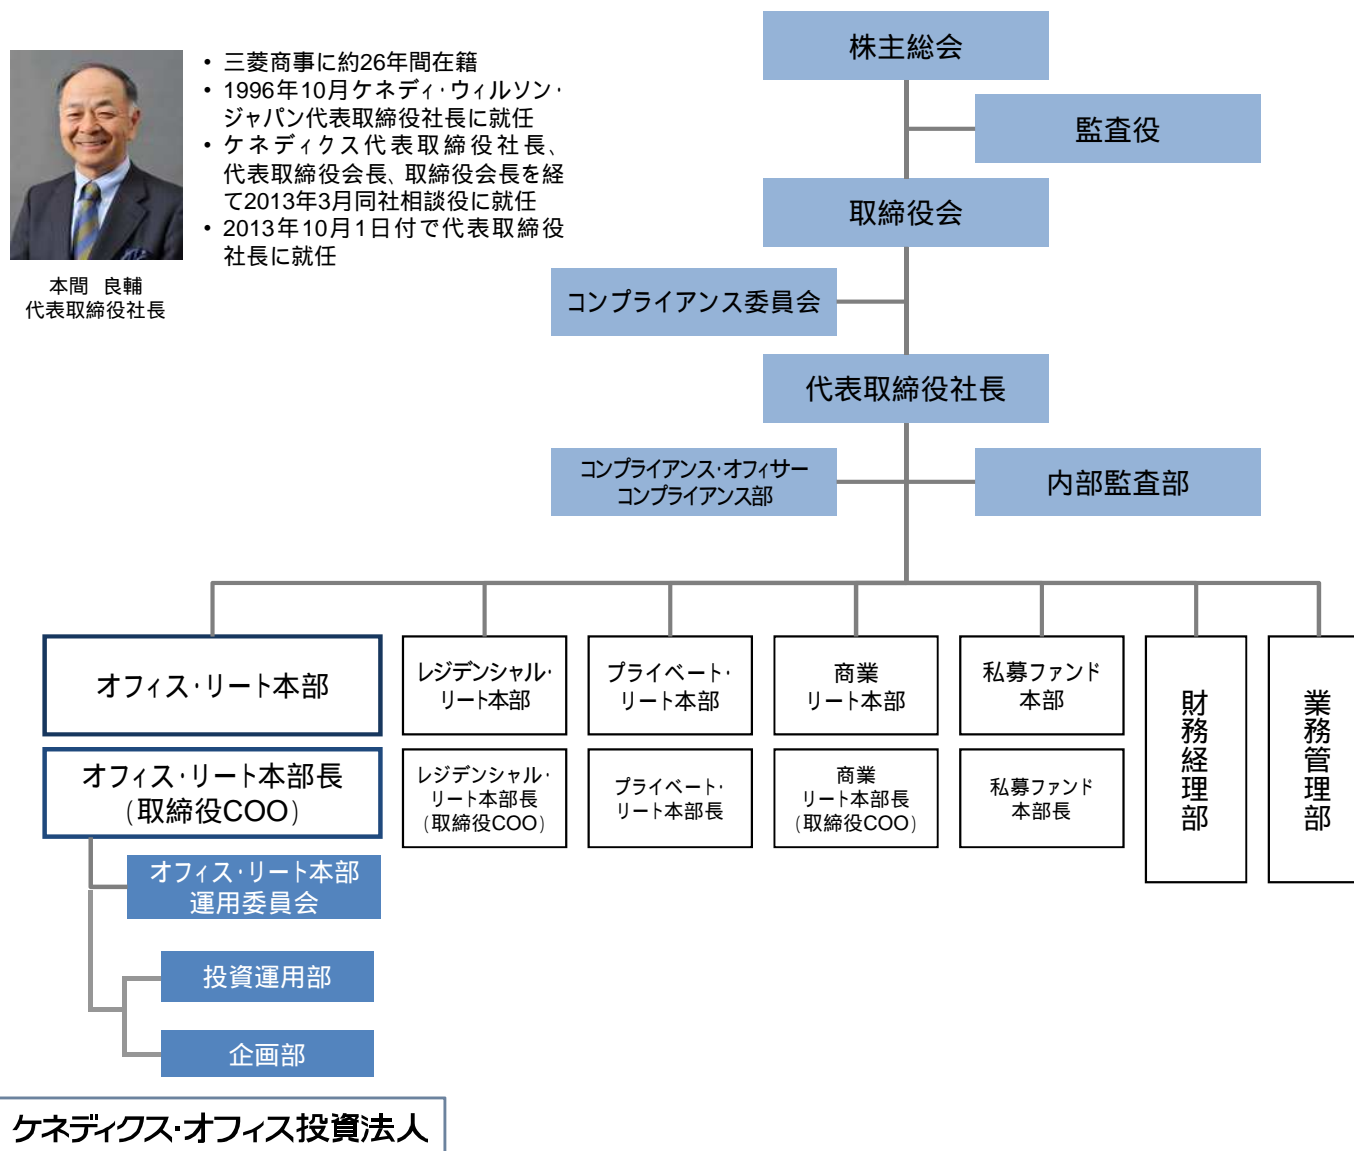 • 三菱商事に約26年間在籍
• 1996年10月ケネディ・ウィルソン・
ジャパン代表取締役社長に就任
• ケネディクス代表取締役社長、
代表取締役会長、取締役会長を経
て2013年3月同社相談役に就任
• 2013年10月1日付で代表取締役
社長に就任
本間 良輔
代表取締役社長
株主総会
監査役
取締役会
コンプライアンス委員会
代表取締役社長
コンプライアンス・オフィサー
コンプライアンス部
内部監査部
オフィス・リート本部
オフィス・リート本部長
(取締役COO)
オフィス・リート本部
運用委員会
投資運用部
企画部
レジデンシャル・
リート本部
レジデンシャル・
リート本部長
(取締役COO)
プライベート・
リート本部
プライベート・
リート本部長
商業
リート本部
商業
リート本部長
(取締役COO)
私募ファンド
本部
私募ファンド
本部長
財務経理部
業務管理部
ケネディクス・オフィス投資法人